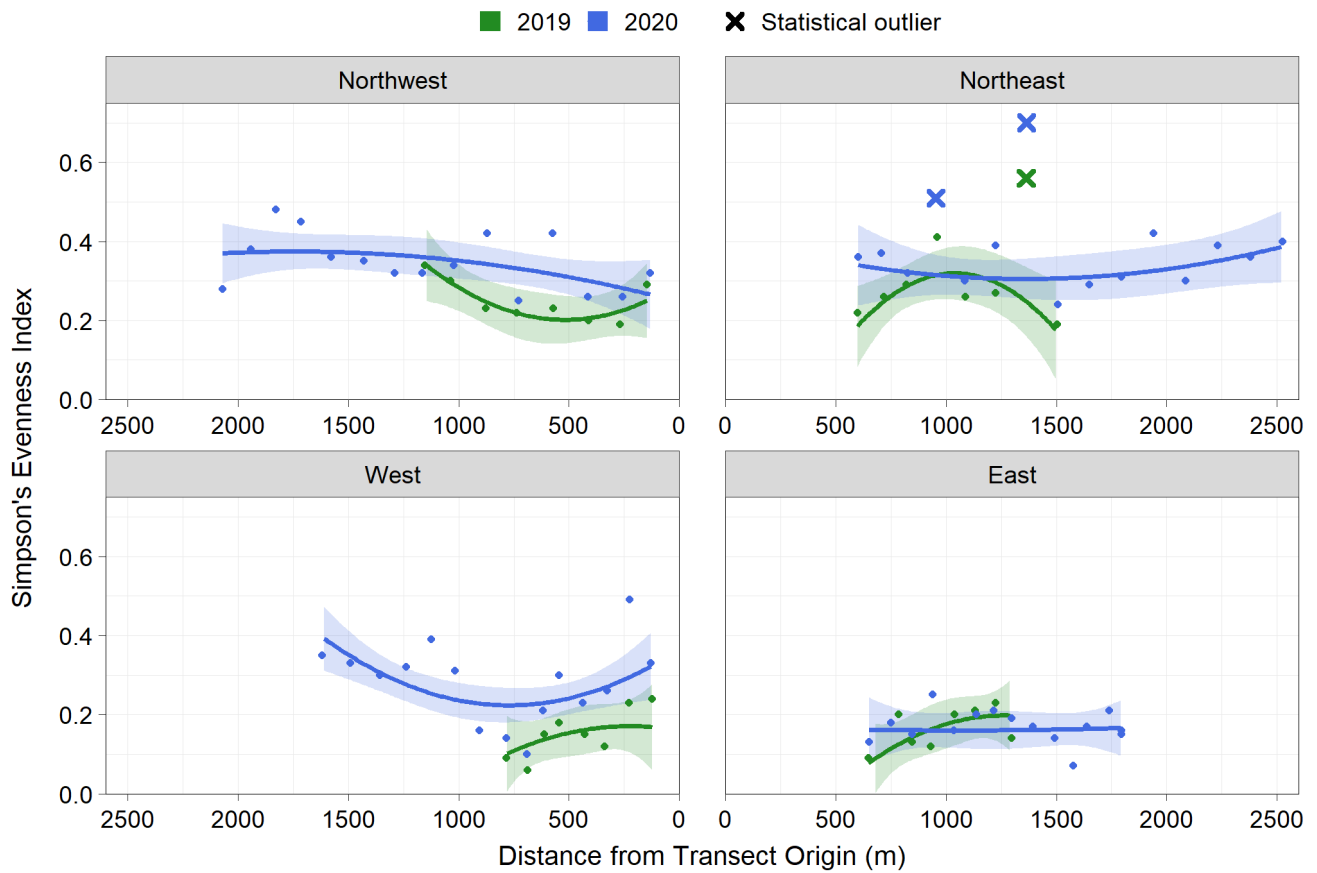 2019 2020 Statistical outlier
Northwest Northeast
0.6
0.4
0.2
0.0
2500 2000 1500 1000 500 0 0 500 1000 1500 2000 2500
Simpson's Evenness Index
West East
0.6
0.4
0.2
0.0
2500 2000 1500 1000 500 0 0 500 1000 1500 2000 2500
Distance from Transect Origin (m)